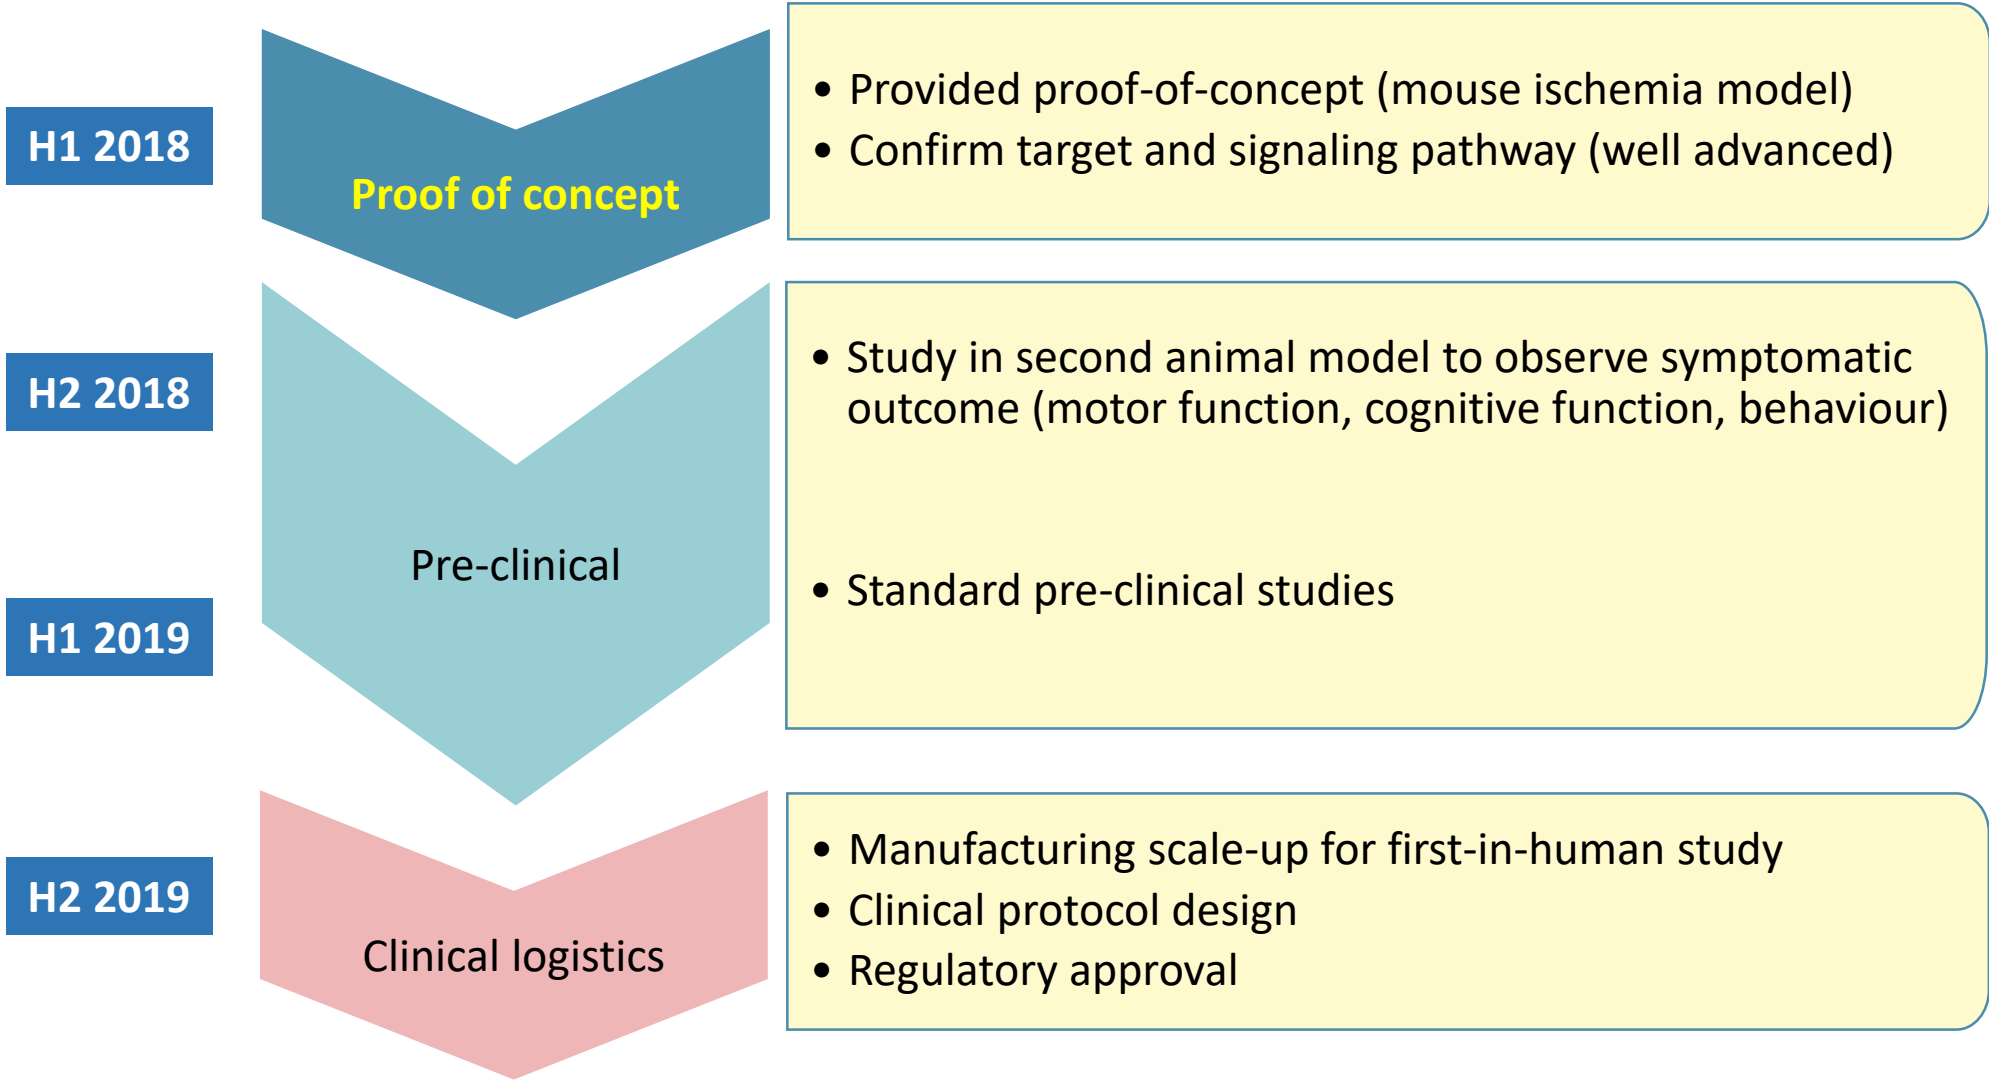 H1 2018
Proof of concept
• Provided proof-of-concept (mouse ischemia model)
• Confirm target and signaling pathway (well advanced)
H2 2018
Pre-clinical
H1 2019
• Study in second animal model to observe symptomatic
outcome (motor function, cognitive function, behaviour)
• Standard pre-clinical studies
H2 2019
Clinical logistics
• Manufacturing scale-up for first-in-human study
• Clinical protocol design
• Regulatory approval